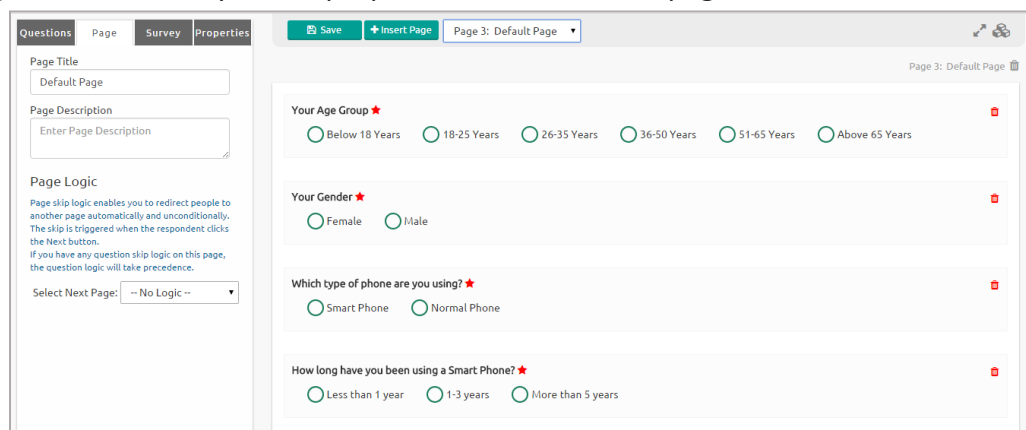 Questions Page Survey Properties
Save Insert Page Page 3: Default Page
Page 3: Default Page
Page Title
Default Page
Page Description
Enter Page Description
Page Logic
Page skip logic enables you to redirect people to
another page automatically and unconditionally.
The skip is triggered when the respondent clicks
the Next button.
If you have any question skip logic on this page,
the question logic will take precedence.
Select Next Page: -- No Logic --
Your Age Group
Below 18 Years 18-25 Years 26-35 Years 36-50 Years 51-65 Years Above 65 Years
Your Gender
Female Male
Which type of phone are you using?
Smart Phone Normal Phone
How long have you been using a Smart Phone?
Less than 1 year 1-3 years More than 5 years